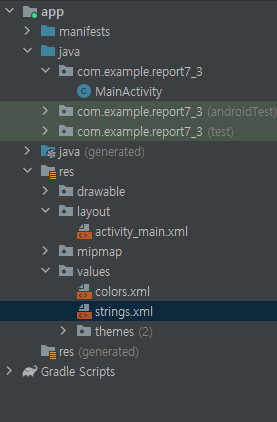 app
manifests
java
com.example.report7_3
MainActivity
com.example.report7_3 (androidTest)
com.example.report7_3 (test)
java (generated)
res
drawable
layout
activity_main.xml
mipmap
values
colors.xml
strings.xml
themes (2)
res (generated)
Gradle Scripts